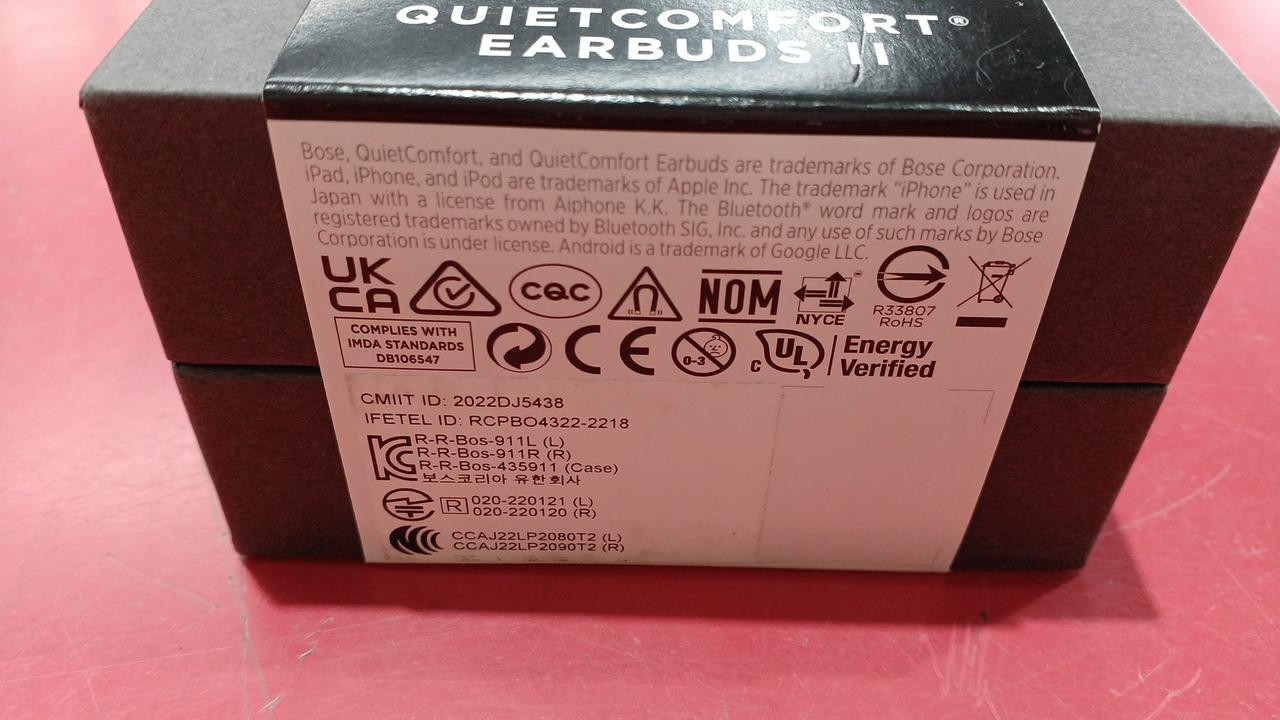 QUIETCOMFORT®
EARBUDS II
Bose, QuietComfort, and QuietComfort Earbuds are trademarks of Bose Corporation.
iPad, iPhone, and iPod are trademarks of Apple Inc. The trademark “iPhone” is used in
Japan with a license from Aiphone K.K. The Bluetooth® word mark and logos are
registered trademarks owned by Bluetooth SIG, Inc. and any use of such marks by Bose
Corporation is under license. Android is a trademark of Google LLC.
UK
CA
CQC
NOM
NYCE
R33807
RoHS
COMPLIES WITH
IMDA STANDARDS
DB106547
CE
0-3
C UL
Energy
Verified
CMIIT ID: 2022DJ5438
IFETEL ID: RCPBO4322-2218
KC
R-R-Bos-911L (L)
R-R-Bos-911R (R)
R-R-Bos-435911 (Case)
보스코리아 유한회사
R
020-220121 (L)
020-220120 (R)
CCAJ22LP2080T2 (L)
CCAJ22LP2090T2 (R)